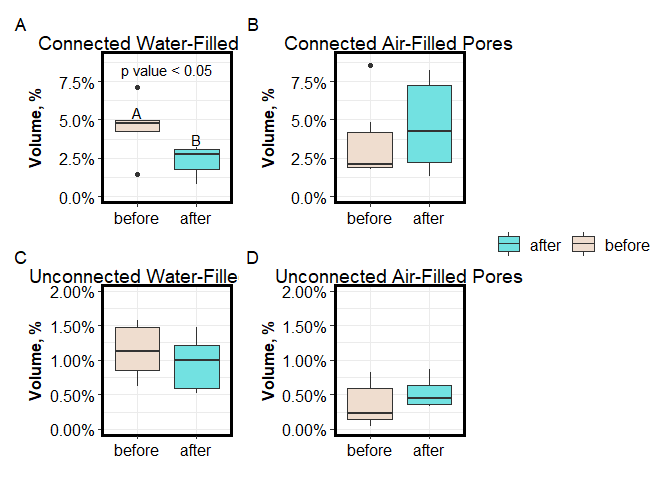 A
B
Connected Water-Filled
Connected Air-Filled Pores
Volume, %
7.5%
5.0%
2.5%
0.0%
p value < 0.05
A
B
before
after
Volume, %
7.5%
5.0%
2.5%
0.0%
before
after
after
before
C
D
Unconnected Water-Fille
Unconnected Air-Filled Pores
Volume, %
2.00%
1.50%
1.00%
0.50%
0.00%
before
after
Volume, %
2.00%
1.50%
1.00%
0.50%
0.00%
before
after